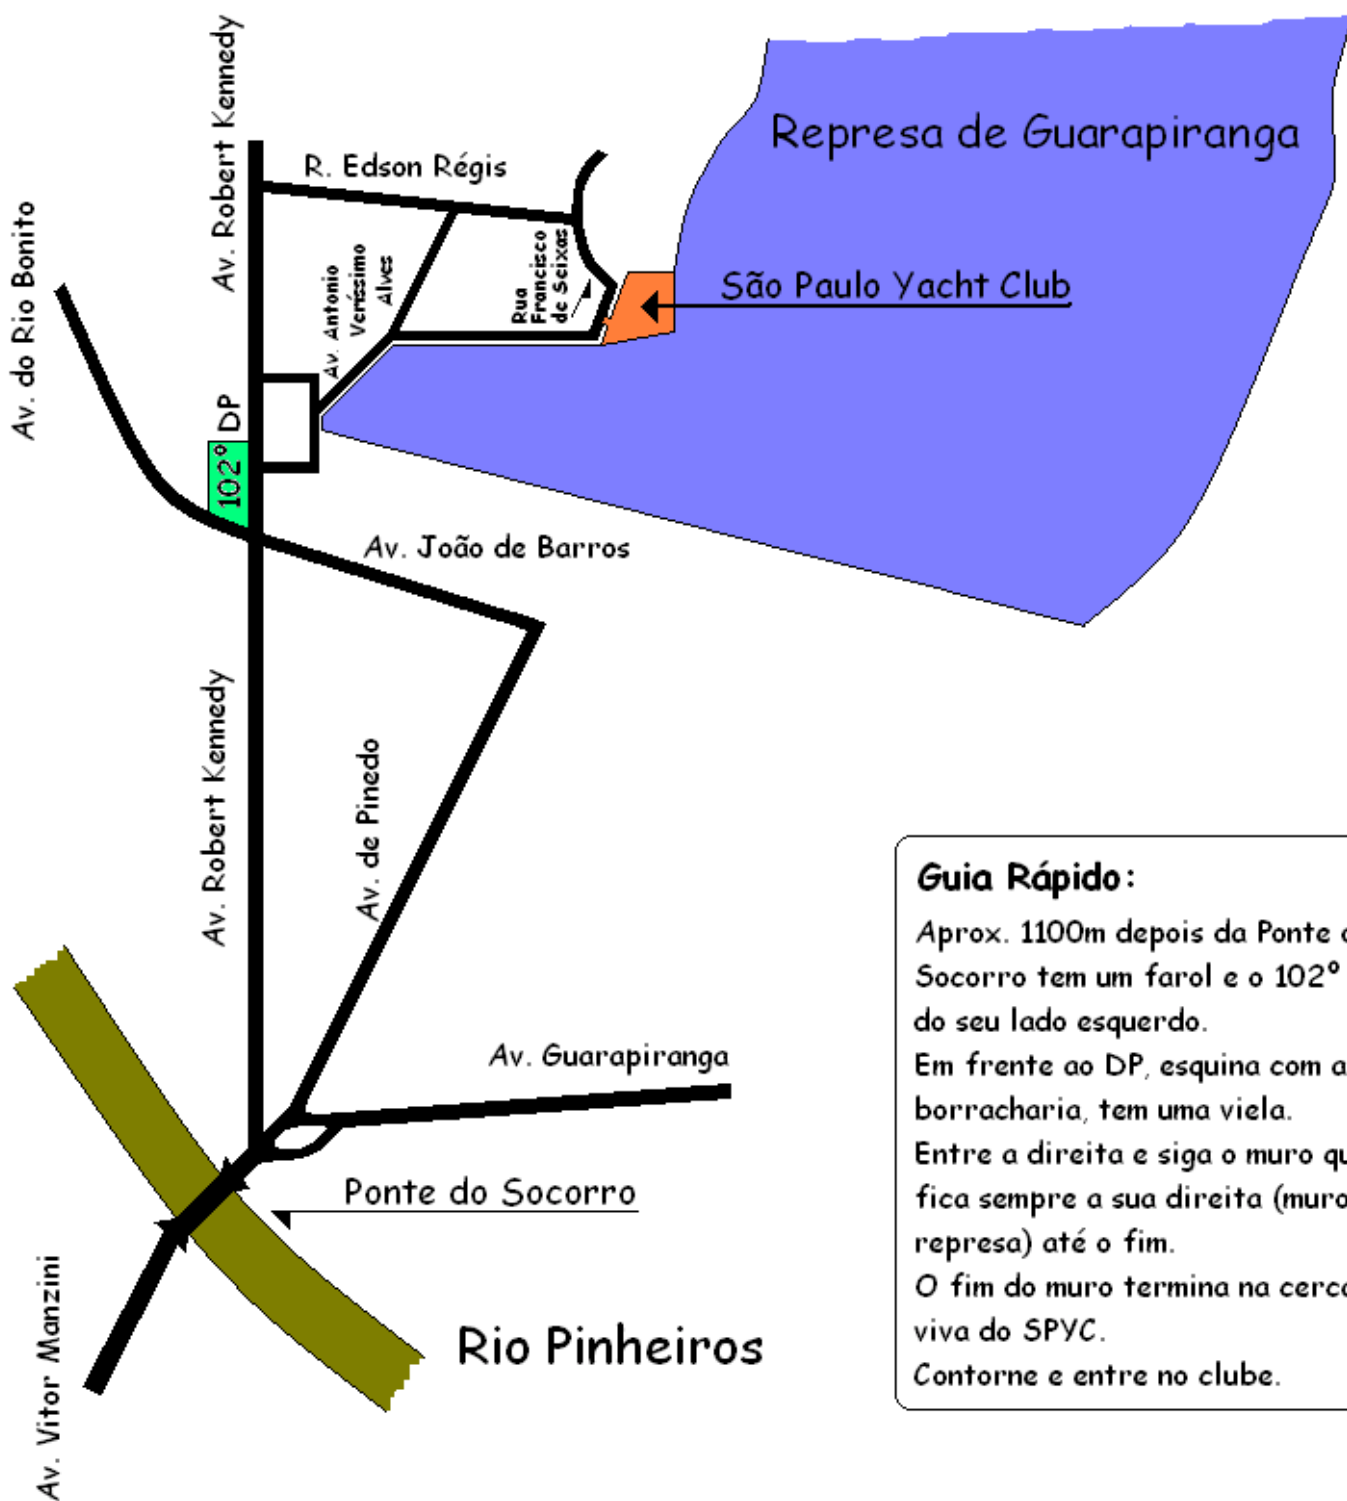 Av. Robert Kennedy
Represa de Guarapiranga
R. Edson Régis
Av. do Rio Bonito
Av. Antonio
Veríssimo
Alves
Rua
Francisco
de Seixas
São Paulo Yacht Club
102º DP
Av. João de Barros
Av. Robert Kennedy
Av. de Pinedo
Av. Guarapiranga
Ponte do Socorro
Av. Vitor Manzini
Rio Pinheiros
Guia Rápido:
Aprox. 1100m depois da Ponte
Socorro tem um farol e o 102º
do seu lado esquerdo.
Em frente ao DP, esquina com a
borracharia, tem uma viela.
Entre a direita e siga o muro
fica sempre a sua direita (muro
represa) até o fim.
O fim do muro termina na
viva do SPYC.
Contorne e entre no clube.